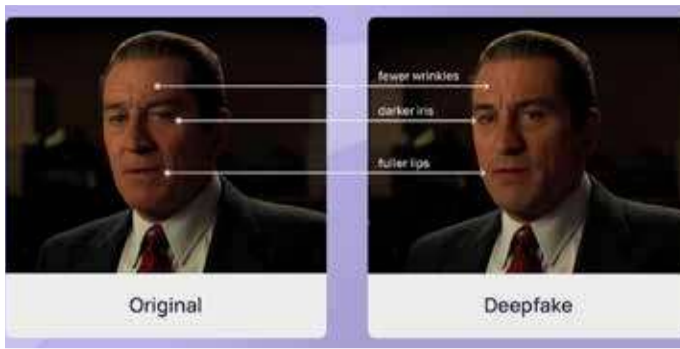 fewer wrinkles
darker iris
fuller lips
Original
Deepfake